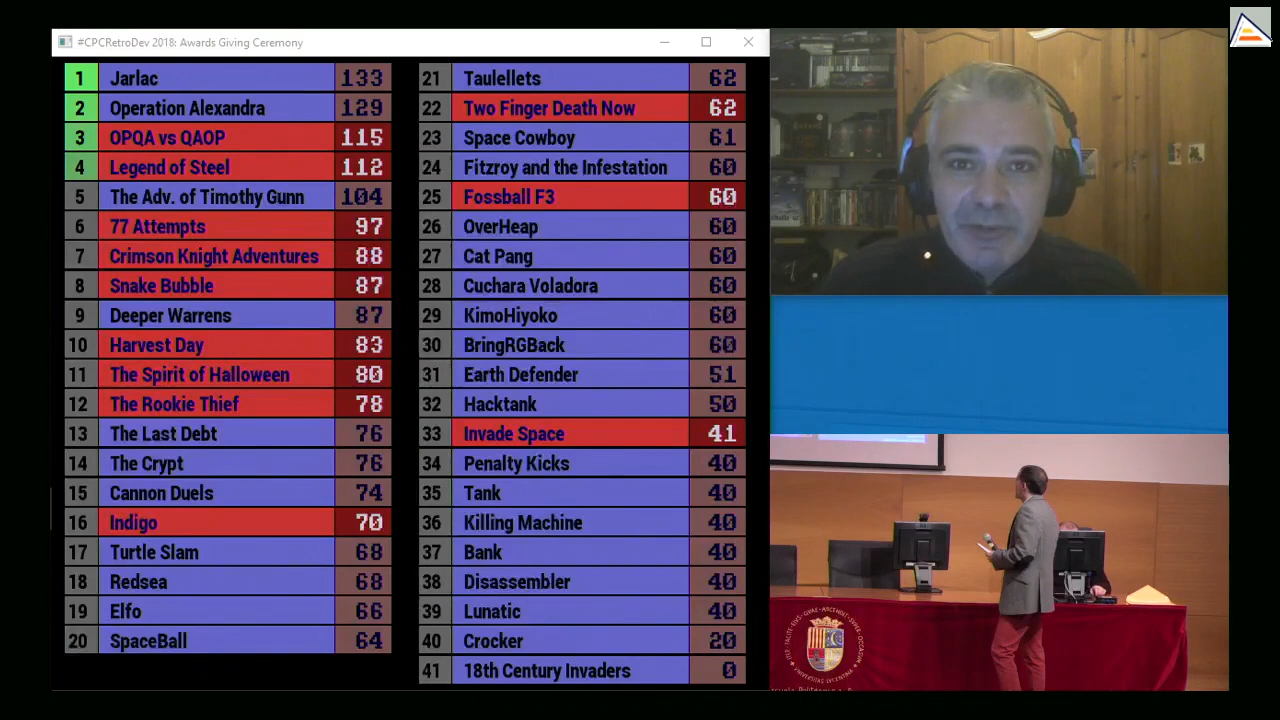 #CPCRetroDev 2018: Awards Giving Ceremony
1 Jarlac 133
2 Operation Alexandra 129
3 OPQA vs QAOP 115
4 Legend of Steel 112
5 The Adv. of Timothy Gunn 104
6 77 Attempts 97
7 Crimson Knight Adventures 88
8 Snake Bubble 87
9 Deeper Warrens 87
10 Harvest Day 83
11 The Spirit of Halloween 80
12 The Rookie Thief 78
13 The Last Debt 76
14 The Crypt 76
15 Cannon Duels 74
16 Indigo 70
17 Turtle Slam 68
18 Redsea 68
19 Elfo 66
20 SpaceBall 64
21 Taulellets 62
22 Two Finger Death Now 62
23 Space Cowboy 61
24 Fitzroy and the Infestation 60
25 Fossball F3 60
26 OverHeap 60
27 Cat Pang 60
28 Cuchara Voladora 60
29 KimoHiyoko 60
30 BringRGBack 60
31 Earth Defender 51
32 Hacktank 50
33 Invade Space 41
34 Penalty Kicks 40
35 Tank 40
36 Killing Machine 40
37 Bank 40
38 Disassembler 40
39 Lunatic 40
40 Crocker 20
41 18th Century Invaders 0